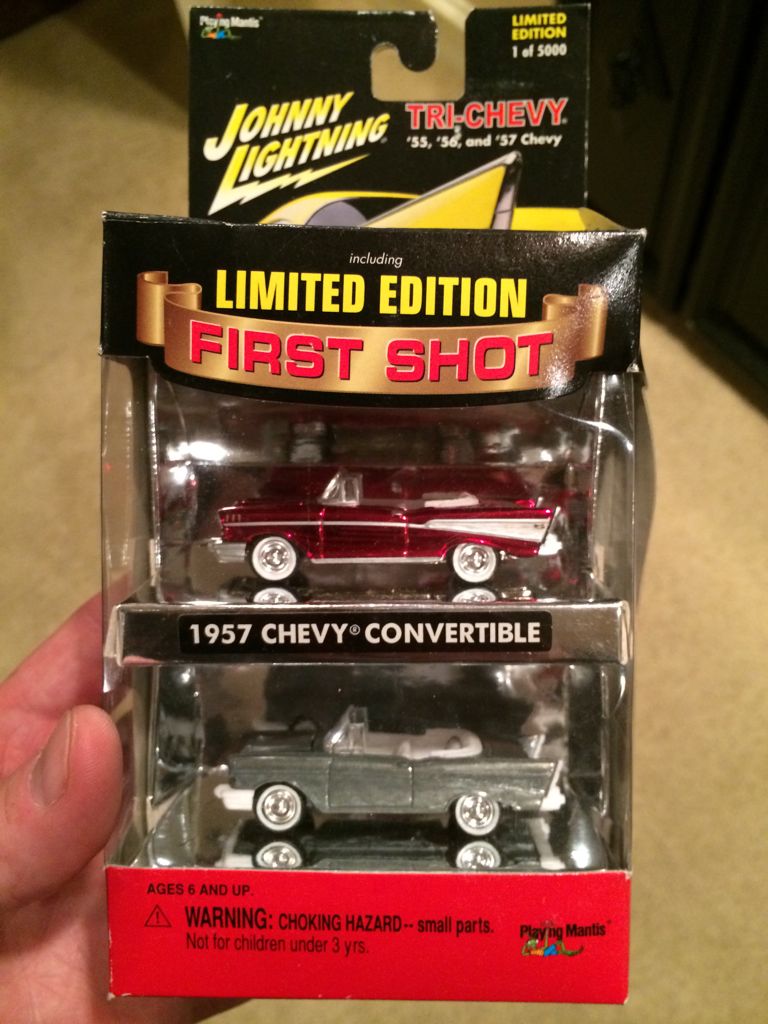 Playing Mantis™
LIMITED
EDITION
1 of 5000
JOHNNY
LIGHTNING
TRI-CHEVY
'55, '56, and '57 Chevy
including
LIMITED EDITION
FIRST SHOT
1957 CHEVY® CONVERTIBLE
AGES 6 AND UP.
WARNING: CHOKING HAZARD-- small parts.
Not for children under 3 yrs.
Playing Mantis™